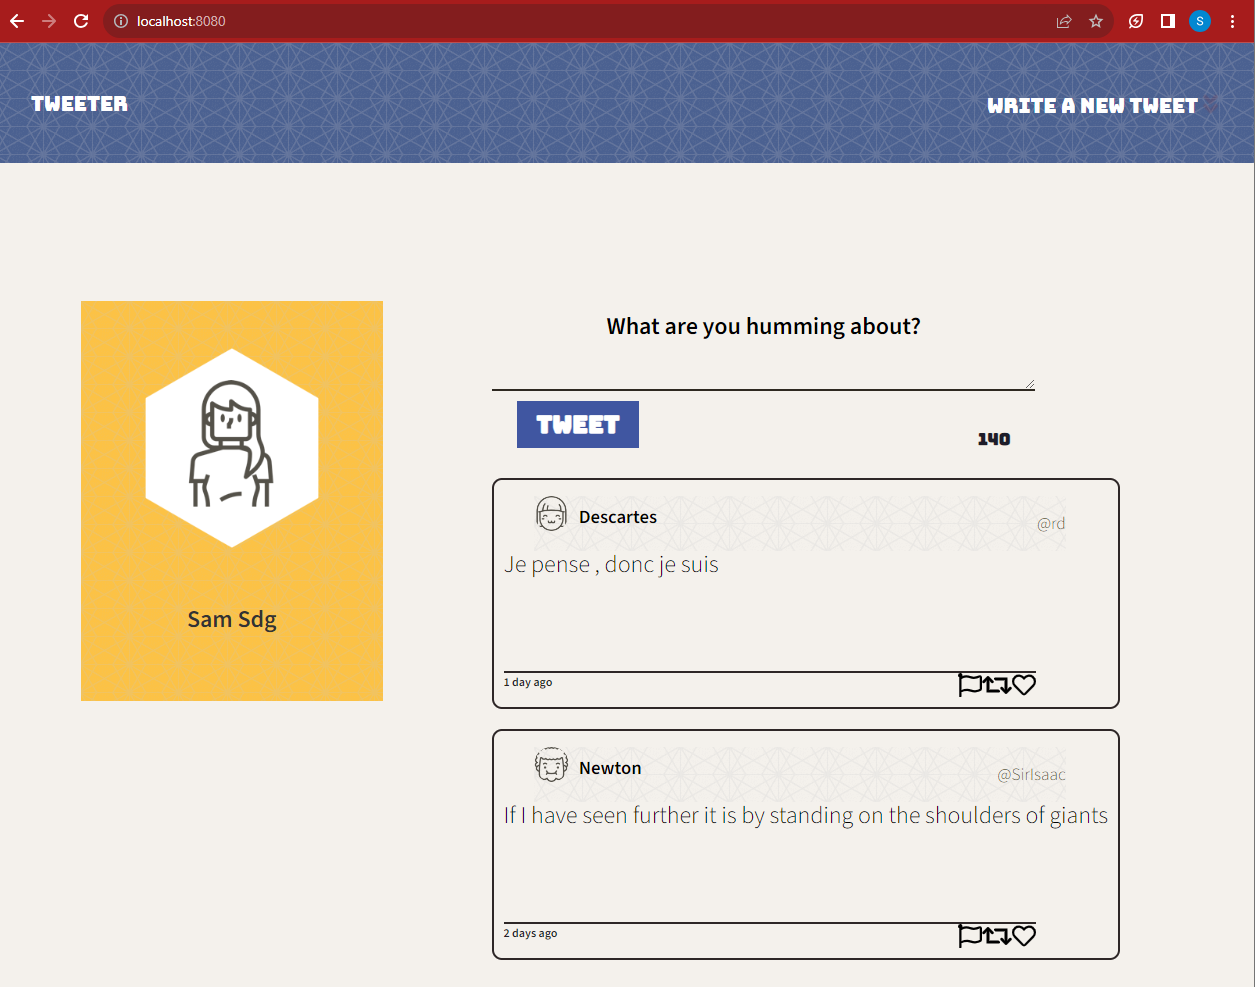 localhost:8080
S
TWEETER
WRITE A NEW TWEET
What are you humming about?
TWEET
140
Sam Sdg
Descartes
@rd
Je pense , donc je suis
1 day ago
Newton
@SirIsaac
If I have seen further it is by standing on the shoulders of giants
2 days ago